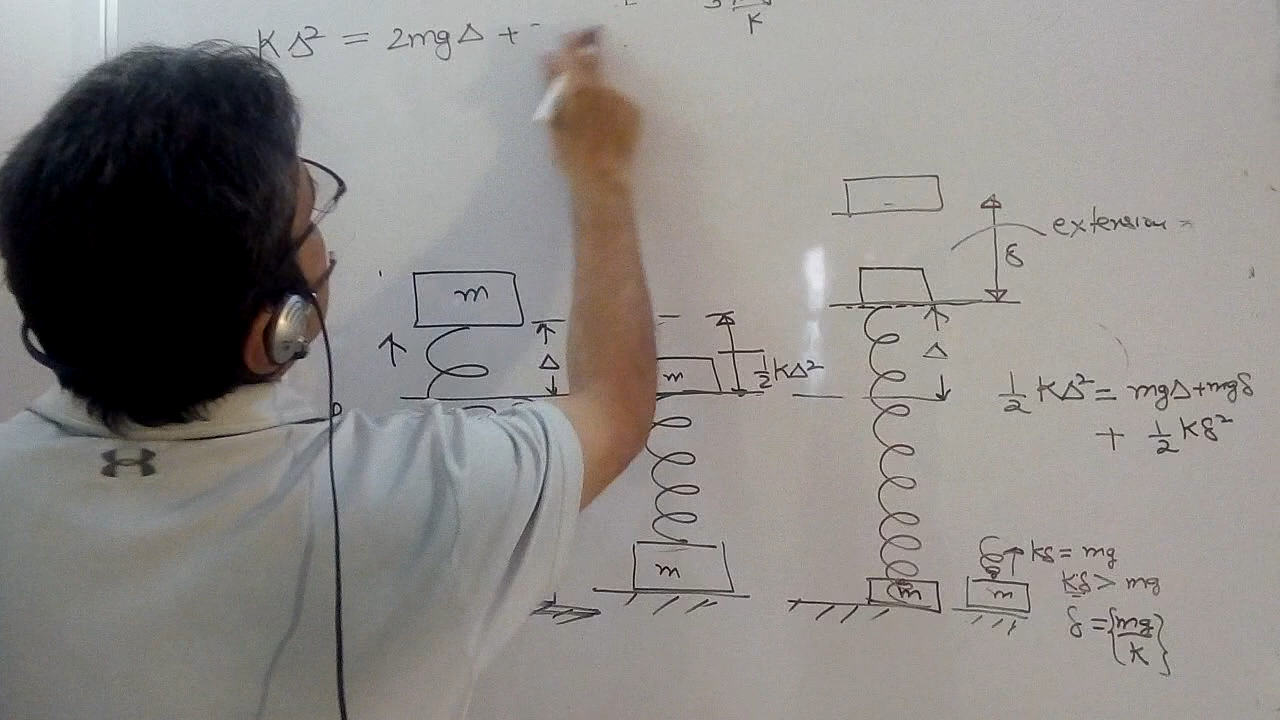 KΔ² = 2mgΔ +
K
m
Δ
m
½KΔ²
m
extension =
δ
Δ
½KΔ² = mgΔ + mgδ
+ ½Kδ²
m
m
Kδ = mg
Kδ > mg
δ = {mg/K}